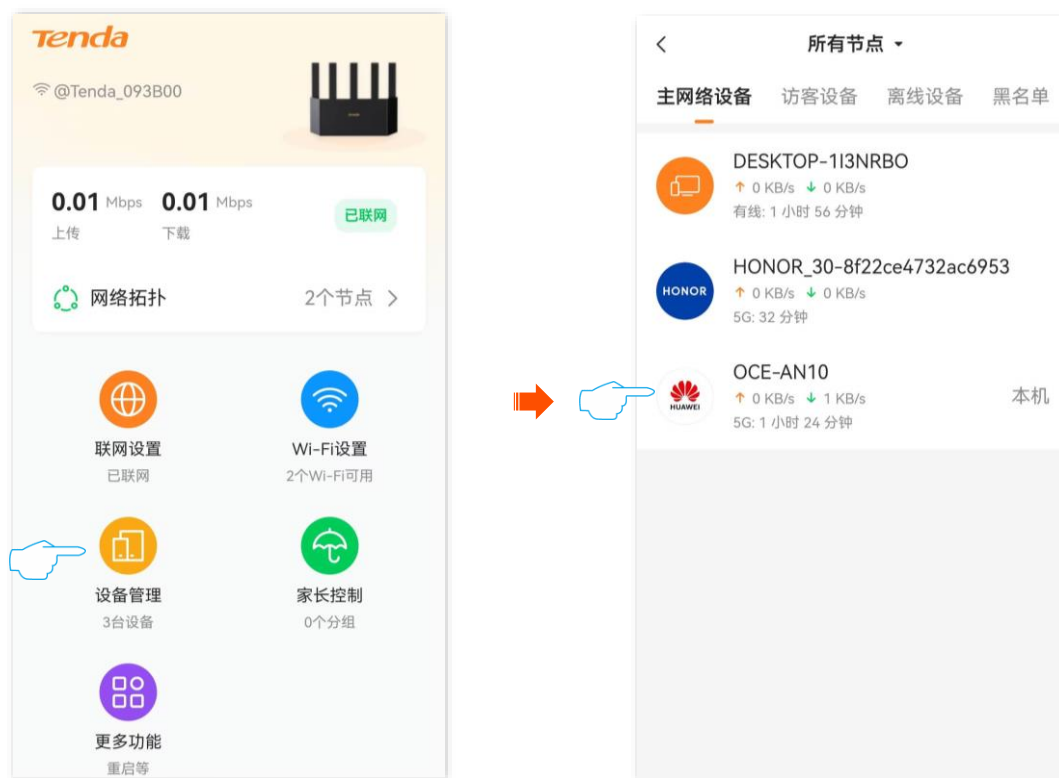 Tenda
@Tenda_093B00
0.01 Mbps 0.01 Mbps
已联网
上传 下载
网络拓扑 2个节点
联网设置 Wi-Fi设置
已联网 2个Wi-Fi可用
设备管理 家长控制
3台设备 0个分组
更多功能
重启等
所有节点
主网络设备 访客设备 离线设备 黑名单
DESKTOP-1I3NRBO
↑ 0 KB/s ↓ 0 KB/s
有线: 1 小时 56 分钟
HONOR
HONOR_30-8f22ce4732ac6953
↑ 0 KB/s ↓ 0 KB/s
5G: 32 分钟
HUAWEI
OCE-AN10
↑ 0 KB/s ↓ 1 KB/s
本机
5G: 1 小时 24 分钟